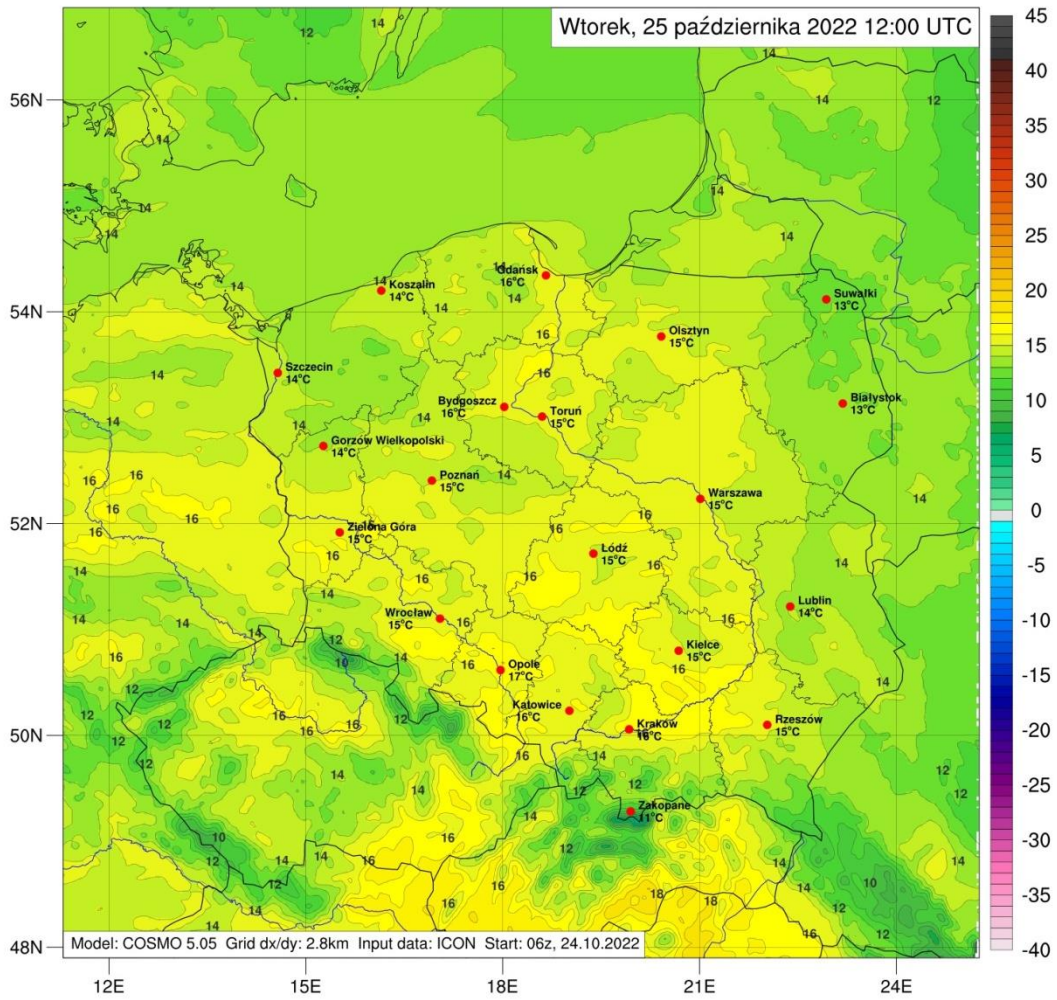 Wtorek, 25 października 2022 12:00 UTC
45
40
35
30
25
20
15
10
5
0
-5
-10
-15
-20
-25
-30
-35
-40
56N
54N
52N
50N
48N
Gdańsk
16°C
Koszalin
14°C
Suwałki
13°C
Olsztyn
15°C
Szczecin
14°C
Bydgoszcz
16°C
Toruń
15°C
Białystok
13°C
Gorzów Wielkopolski
14°C
Poznań
15°C
Warszawa
15°C
Zielona Góra
15°C
Łódź
15°C
Lublin
14°C
Wrocław
15°C
Kielce
15°C
Opole
17°C
Katowice
16°C
Kraków
16°C
Rzeszów
15°C
Zakopane
11°C
Model: COSMO 5.05 Grid dx/dy: 2.8km Input data: ICON Start: 06z, 24.10.2022
12E
15E
18E
21E
24E